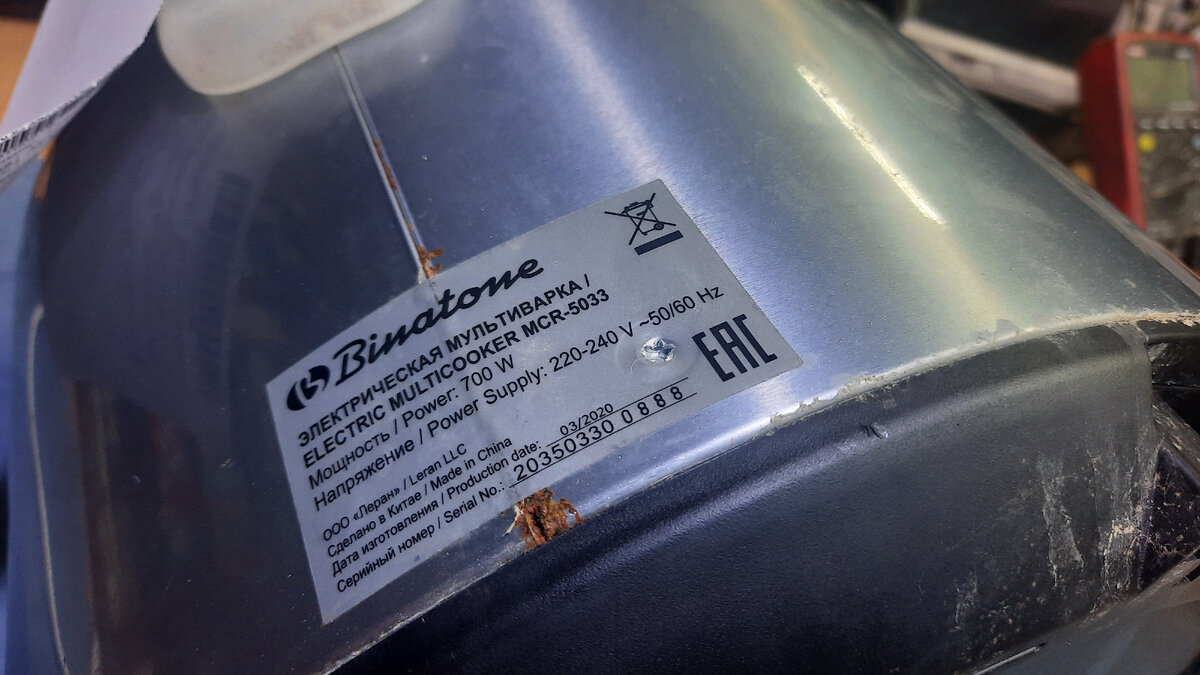 Binatone
ЭЛЕКТРИЧЕСКАЯ МУЛЬТИВАРКА /
ELECTRIC MULTICOOKER MCR-5033
Мощность / Power: 700 W
Напряжение / Power Supply: 220-240 V ~50/60 Hz
EAC
ООО «Леран» / Leran LLC
Сделано в Китае / Made in China
Дата изготовления / Production date: 03/2020
Серийный номер / Serial No.: 20350330 0888